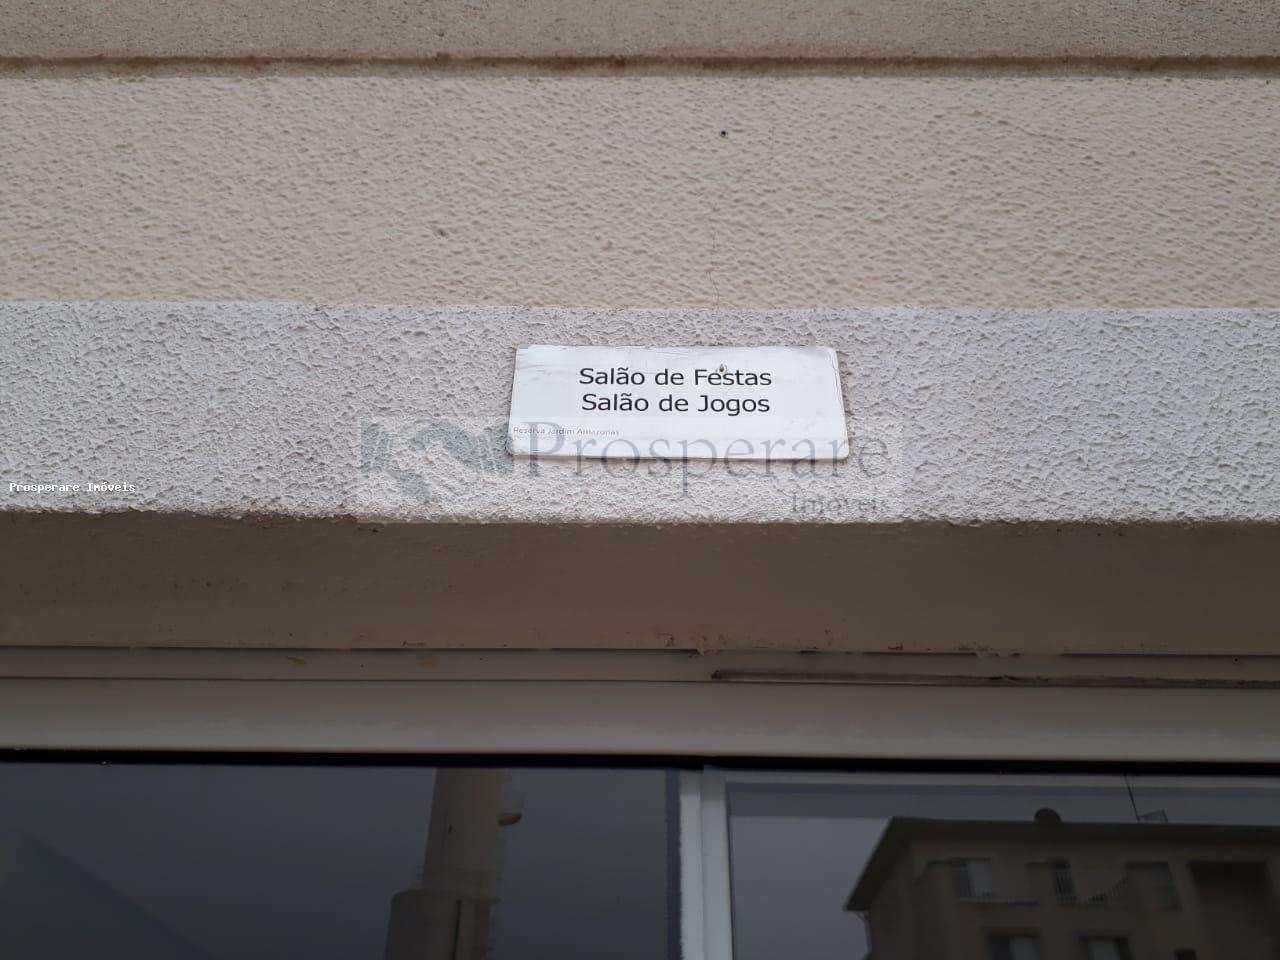 Salão de Festas
Salão de Jogos
Reserva Jardim Amazonas
Prosperare
Imóveis
Prosperare Imóveis